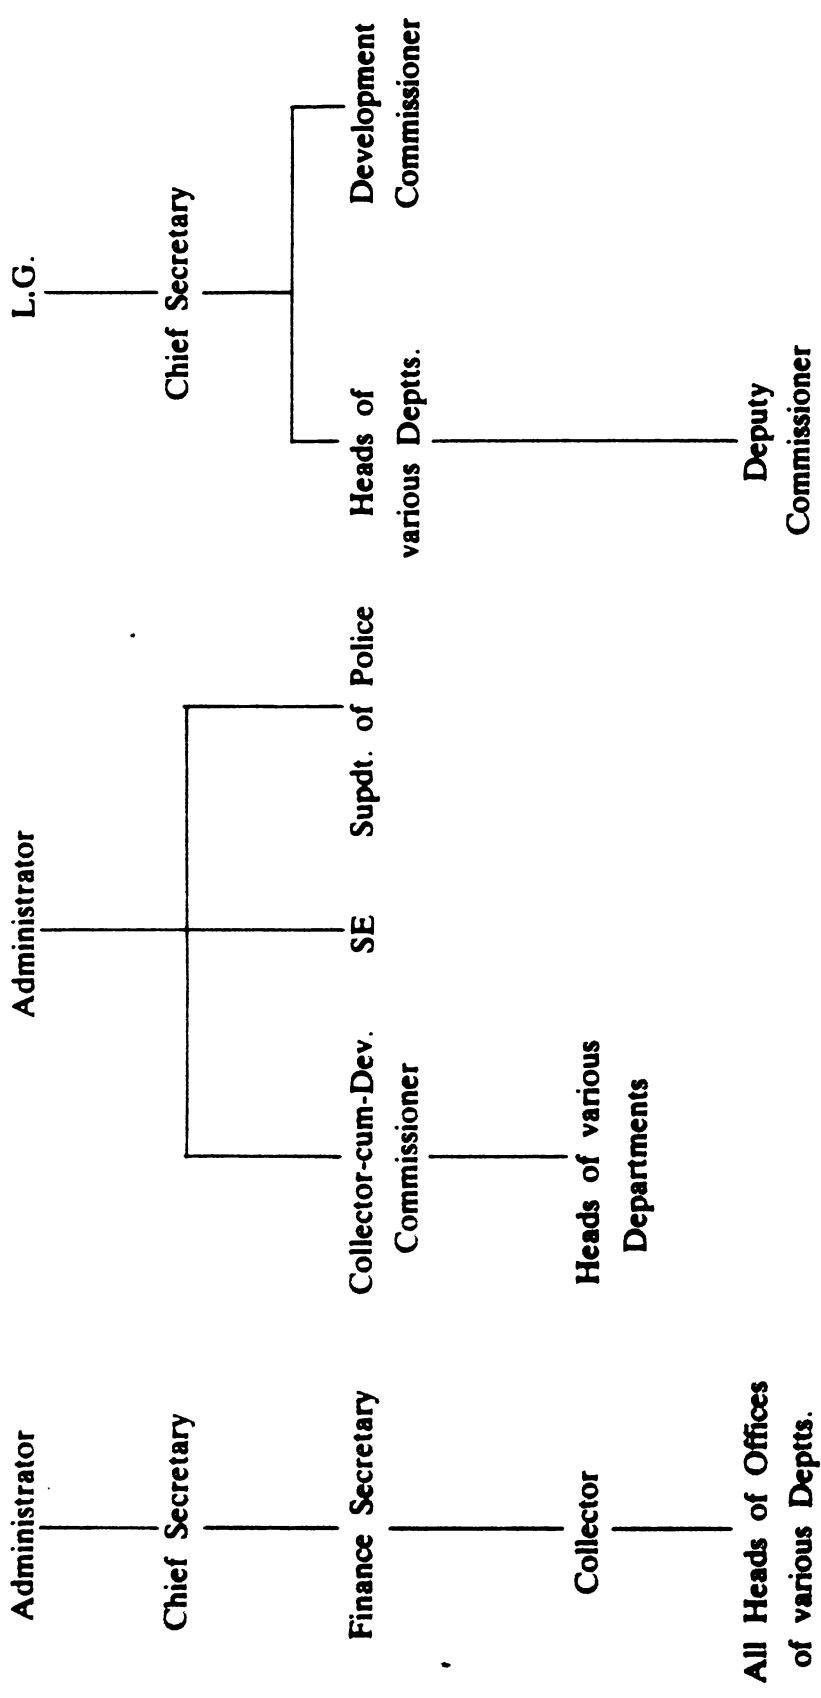 Administrator
Chief Secretary
Finance Secretary
Collector
All Heads of Offices
of various Deptts.
Administrator
Collector-cum-Dev.
Commissioner
SE
Supdt. of Police
Heads of various
Departments
L.G.
Chief Secretary
Heads of
various Deptts.
Development
Commissioner
Deputy
Commissioner